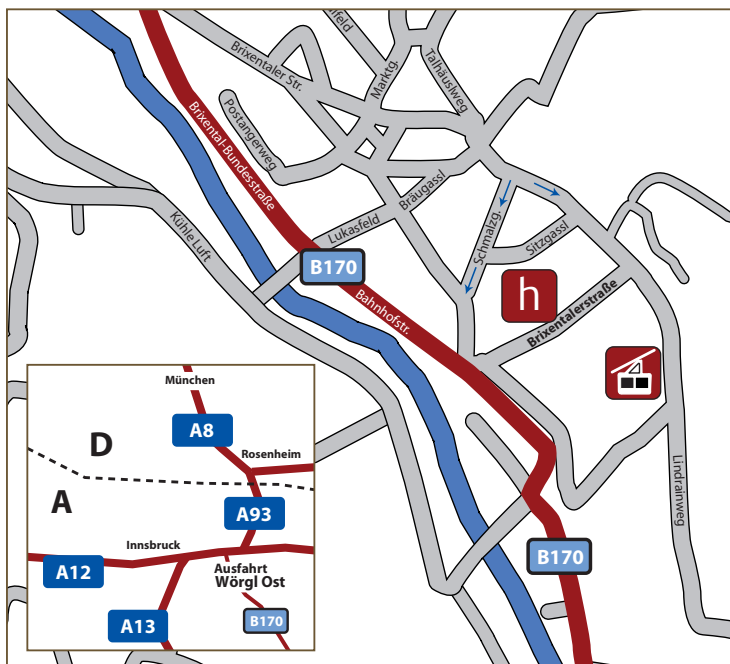 nfeld
Brixentaler Str.
Marktg.
Talhäuslweg
Postangerweg
Brixental-Bundesstraße
Bräugassl
Lukasfeld
Schmalzg.
Sitzgassl
Kühle Luft
B170
Bahnhofstr.
h
Brixentalerstraße
Lindrainweg
B170
München
A8
D
Rosenheim
A
A93
Innsbruck
A12
Ausfahrt
Wörgl Ost
A13
B170